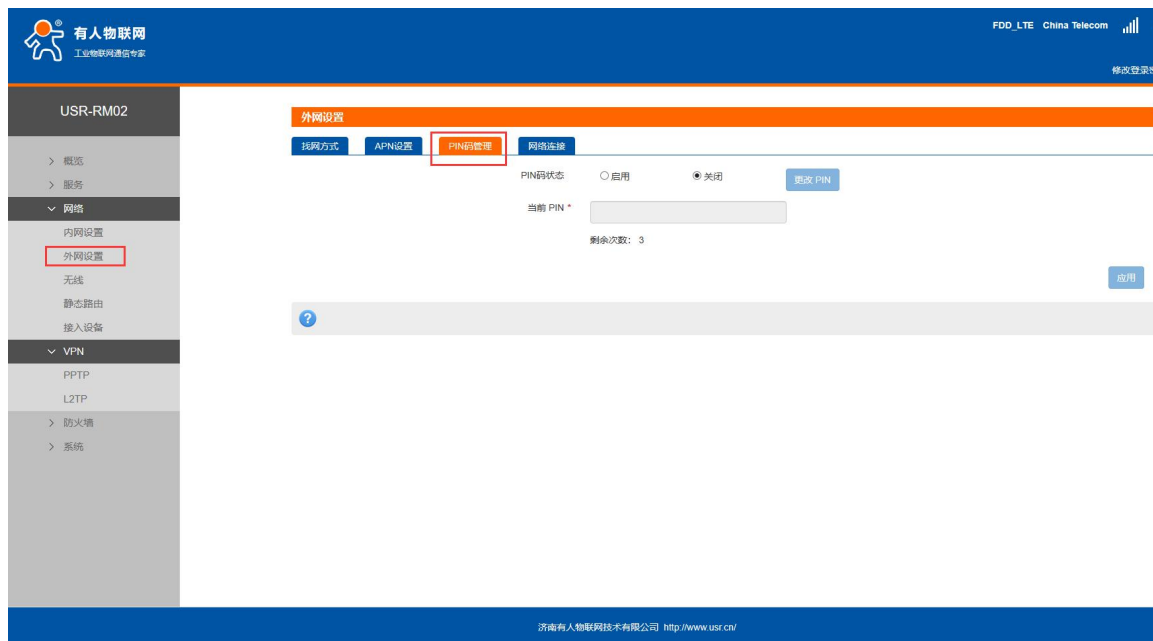 有人物联网
®
工业物联网通信专家
FDD_LTE China Telecom
修改登录
USR-RM02
> 概览
> 服务
网络
内网设置
外网设置
无线
静态路由
接入设备
VPN
PPTP
L2TP
> 防火墙
> 系统
外网设置
找网方式 APN设置 PIN码管理 网络连接
PIN码状态 启用 关闭 更改 PIN
当前 PIN *
剩余次数: 3
应用
?
济南有人物联网技术有限公司 http://www.usr.cn/